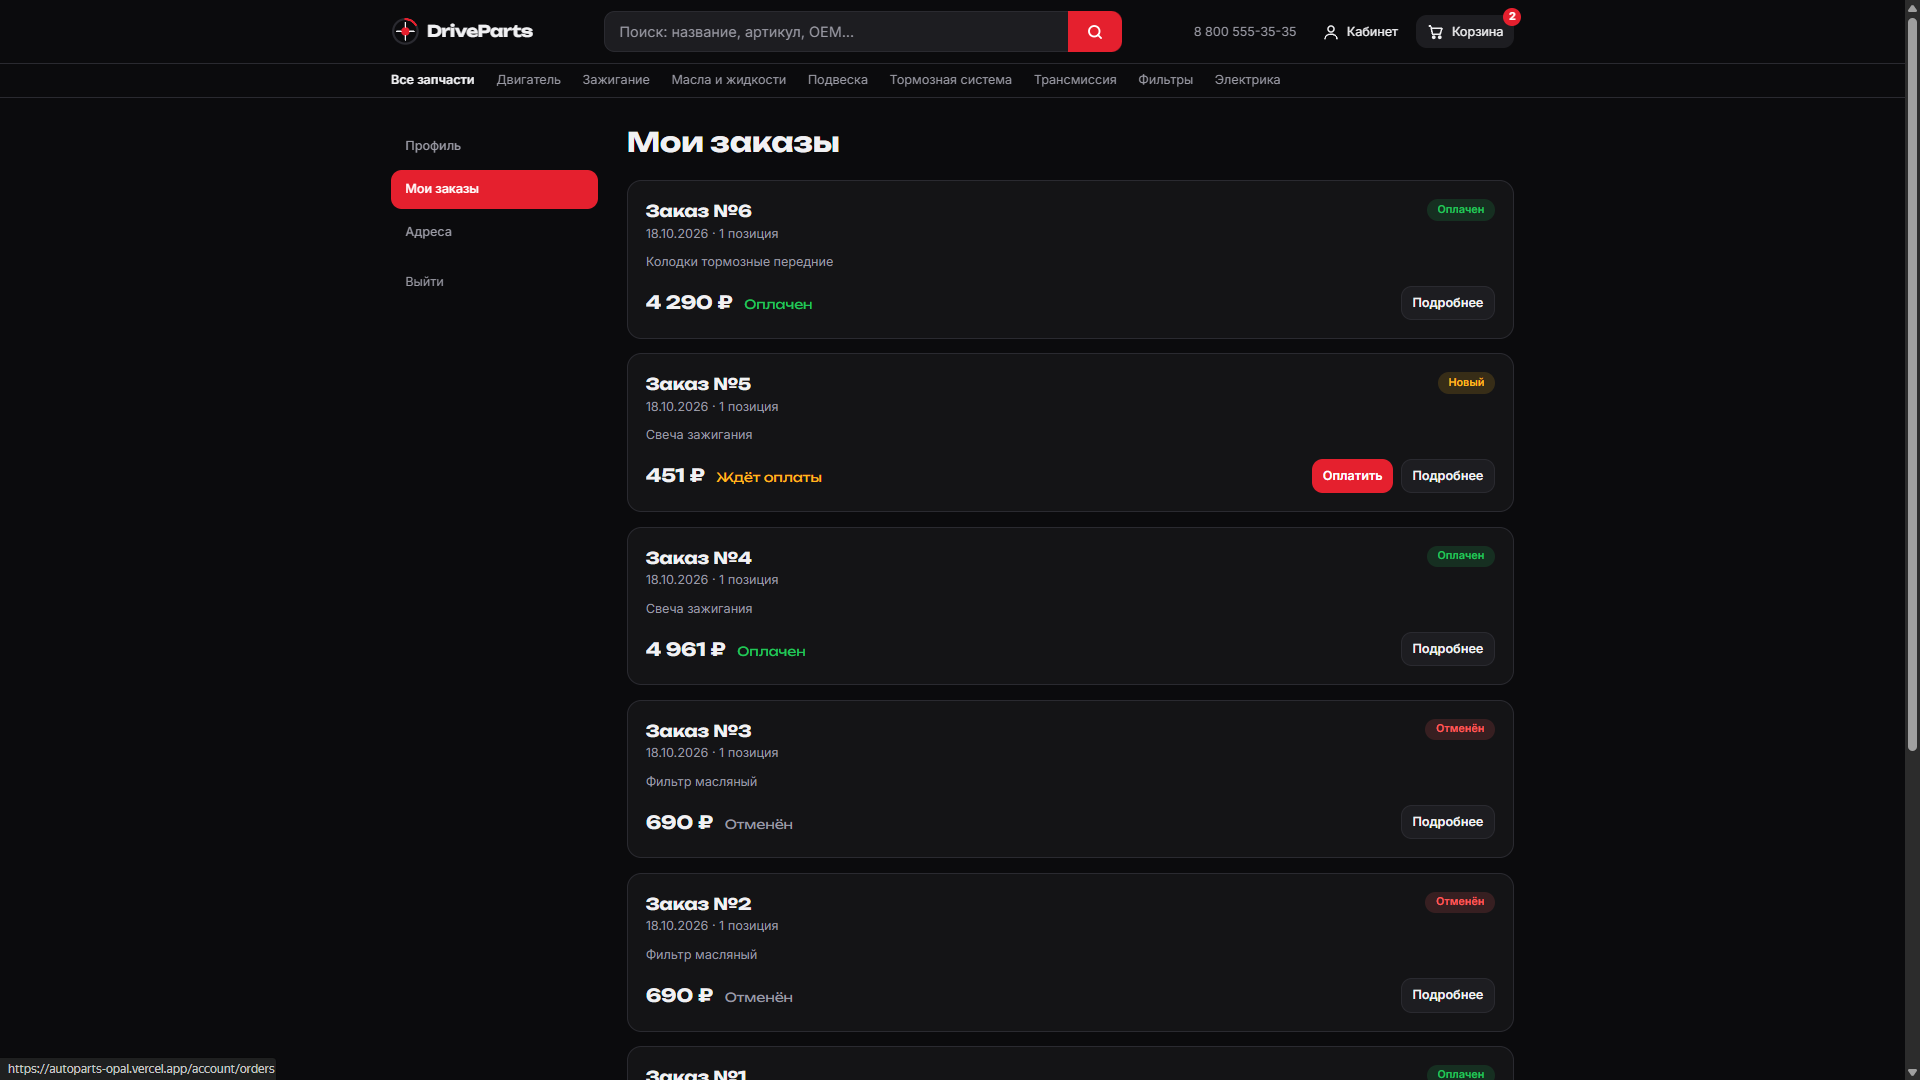 DriveParts
Поиск: название, артикул, OEM...
8 800 555-35-35
Кабинет
Корзина
2
Все запчасти
Двигатель
Зажигание
Масла и жидкости
Подвеска
Тормозная система
Трансмиссия
Фильтры
Электрика
Профиль
Мои заказы
Адреса
Выйти
Мои заказы
Заказ №6
Оплачен
18.10.2026 · 1 позиция
Колодки тормозные передние
4 290 ₽ Оплачен
Подробнее
Заказ №5
Новый
18.10.2026 · 1 позиция
Свеча зажигания
451 ₽ Ждёт оплаты
Оплатить
Подробнее
Заказ №4
Оплачен
18.10.2026 · 1 позиция
Свеча зажигания
4 961 ₽ Оплачен
Подробнее
Заказ №3
Отменён
18.10.2026 · 1 позиция
Фильтр масляный
690 ₽ Отменён
Подробнее
Заказ №2
Отменён
18.10.2026 · 1 позиция
Фильтр масляный
690 ₽ Отменён
Подробнее
Заказ №1
Оплачен
https://autoparts-opal.vercel.app/account/orders